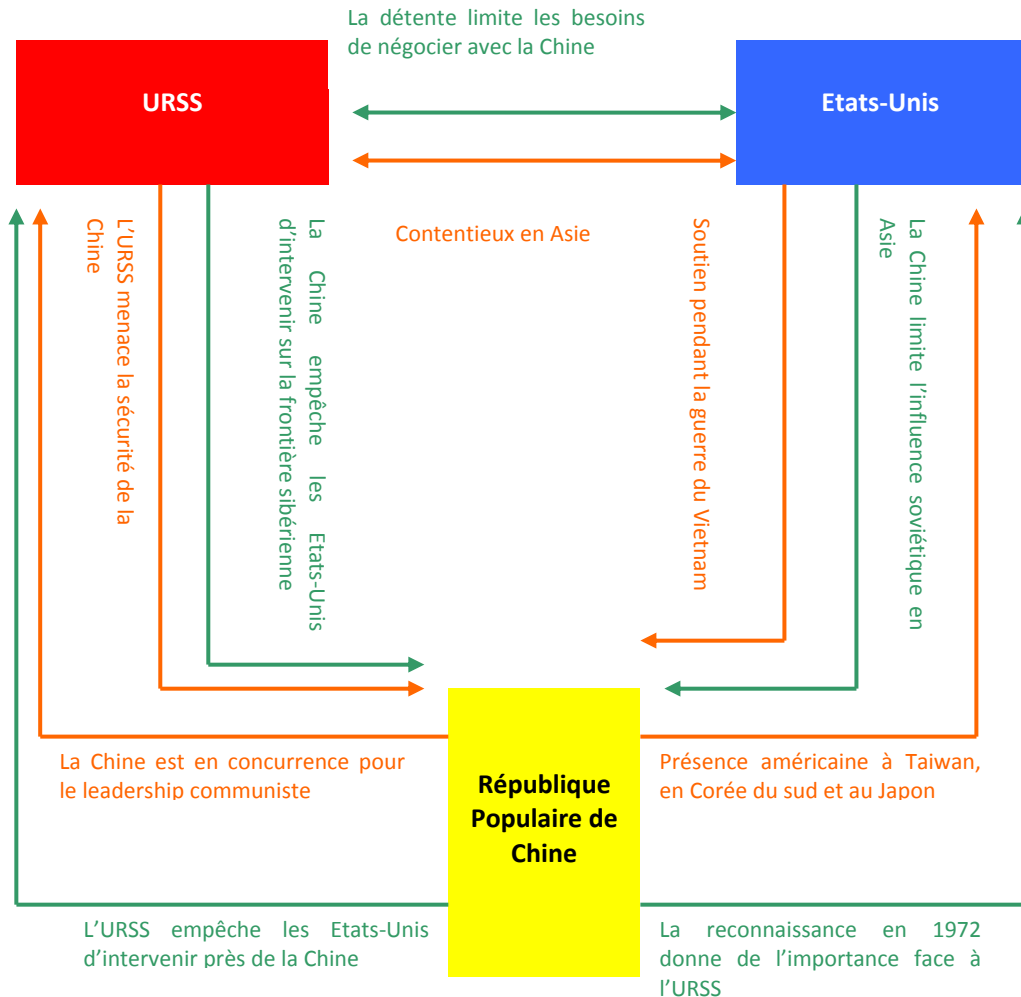 La détente limite les besoins
de négocier avec la Chine
URSS
Etats-Unis
L'URSS menace la sécurité de la
Chine
La Chine empêche les Etats-Unis
d'intervenir sur la frontière sibérienne
Contentieux en Asie
Soutien pendant la guerre du Vietnam
La Chine limite l'influence soviétique en
Asie
La Chine est en concurrence pour
le leadership communiste
République
Populaire de
Chine
Présence américaine à Taiwan,
en Corée du sud et au Japon
L'URSS empêche les Etats-Unis
d'intervenir près de la Chine
La reconnaissance en 1972
donne de l'importance face à
l'URSS